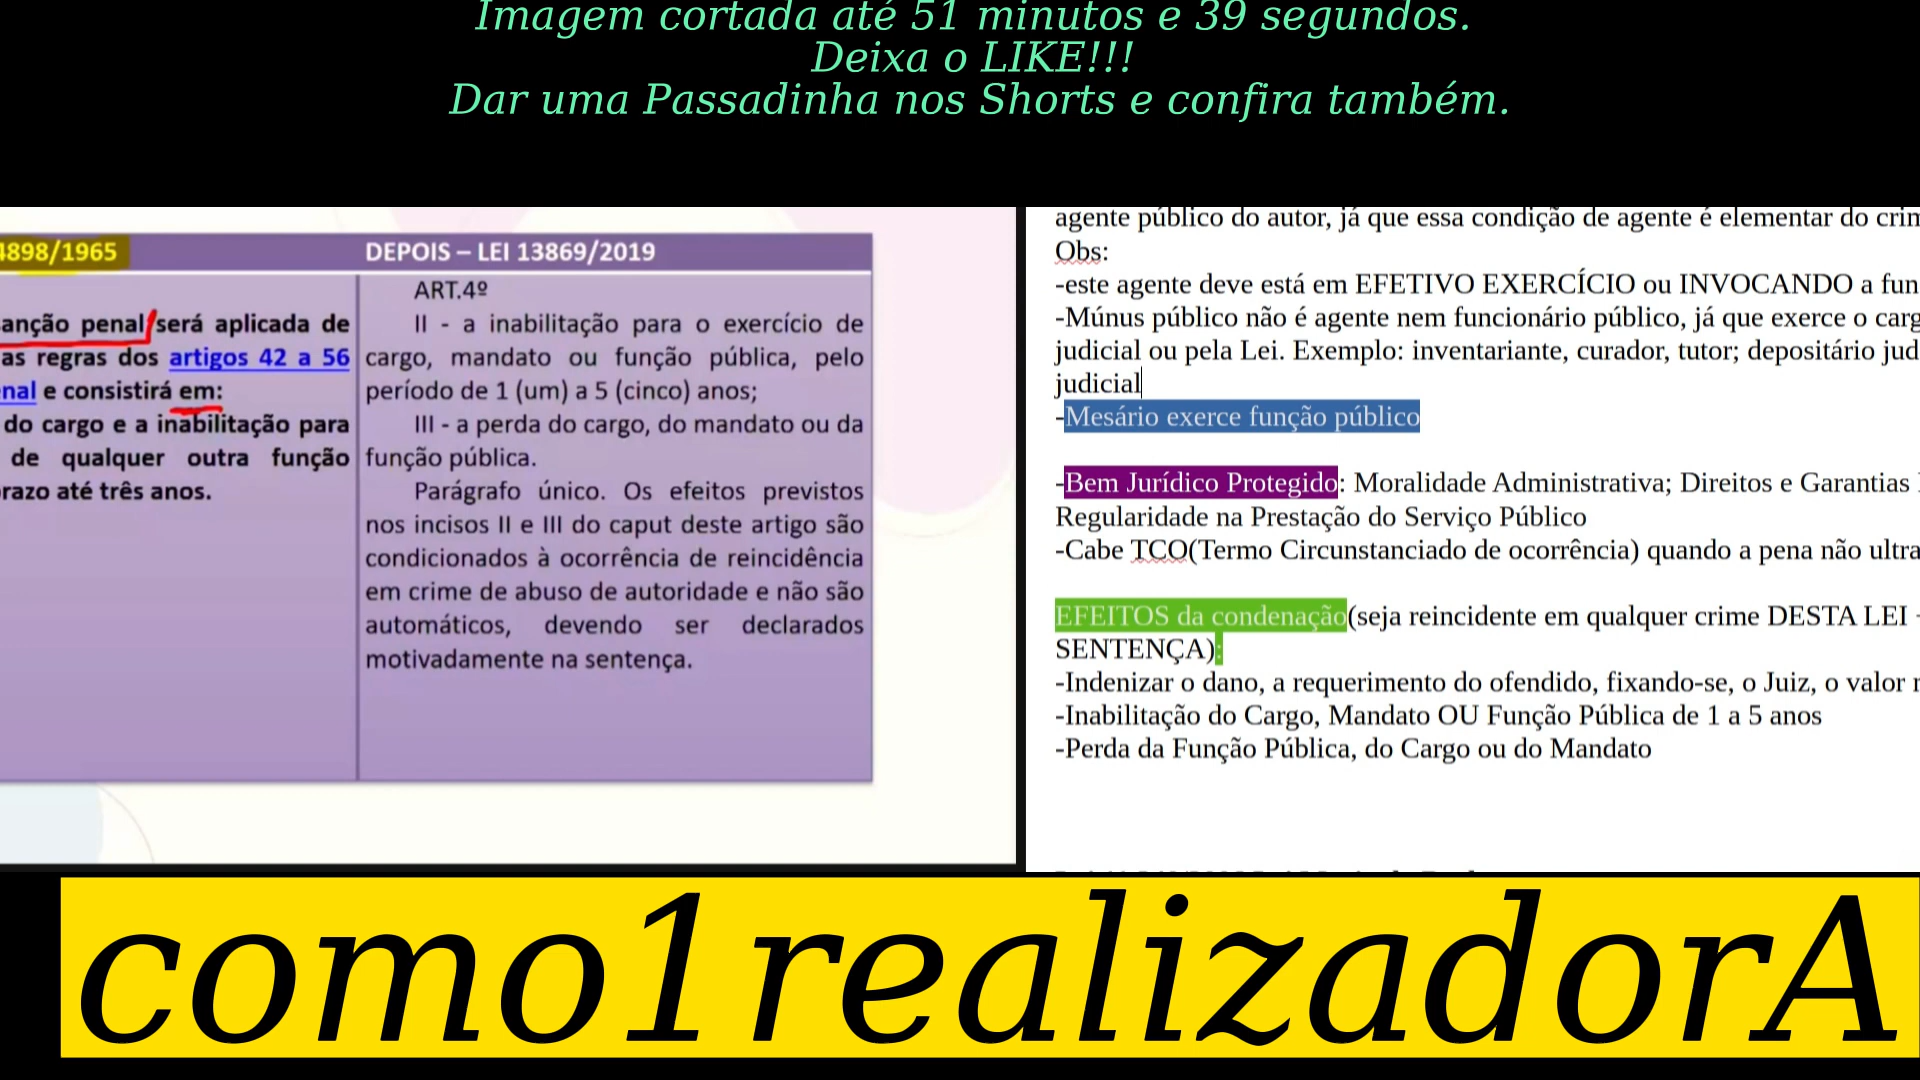 Imagem cortada até 51 minutos e 39 segundos.
Deixa o LIKE!!!
Dar uma Passadinha nos Shorts e confira também.
4898/1965
DEPOIS – LEI 13869/2019
anção penal será aplicada de
as regras dos artigos 42 a 56
nal e consistirá em:
do cargo e a inabilitação para
de qualquer outra função
razo até três anos.
ART.4º
II - a inabilitação para o exercício de
cargo, mandato ou função pública, pelo
período de 1 (um) a 5 (cinco) anos;
III - a perda do cargo, do mandato ou da
função pública.
Parágrafo único. Os efeitos previstos
nos incisos II e III do caput deste artigo são
condicionados à ocorrência de reincidência
em crime de abuso de autoridade e não são
automáticos, devendo ser declarados
motivadamente na sentença.
agente público do autor, já que essa condição de agente é elementar do crim
Obs:
-este agente deve está em EFETIVO EXERCÍCIO ou INVOCANDO a fun
-Múnus público não é agente nem funcionário público, já que exerce o carg
judicial ou pela Lei. Exemplo: inventariante, curador, tutor; depositário jud
judicial
-Mesário exerce função público
-Bem Jurídico Protegido: Moralidade Administrativa; Direitos e Garantias
Regularidade na Prestação do Serviço Público
-Cabe TCO(Termo Circunstanciado de ocorrência) quando a pena não ultra
EFEITOS da condenação(seja reincidente em qualquer crime DESTA LEI
SENTENÇA):
-Indenizar o dano, a requerimento do ofendido, fixando-se, o Juiz, o valor
-Inabilitação do Cargo, Mandato OU Função Pública de 1 a 5 anos
-Perda da Função Pública, do Cargo ou do Mandato
como1realizadorA